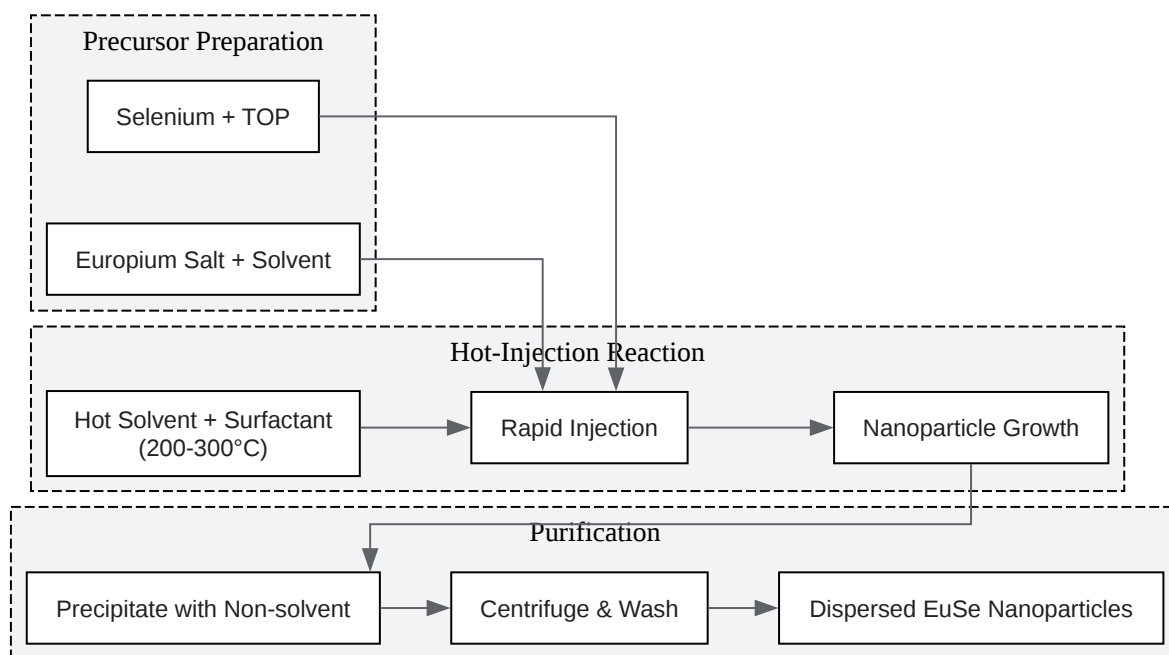 Precursor Preparation
Selenium + TOP
Europium Salt + Solvent
Hot-Injection Reaction
Hot Solvent + Surfactant
(200-300°C)
Rapid Injection
Nanoparticle Growth
Purification
Precipitate with Non-solvent
Centrifuge & Wash
Dispersed EuSe Nanoparticles